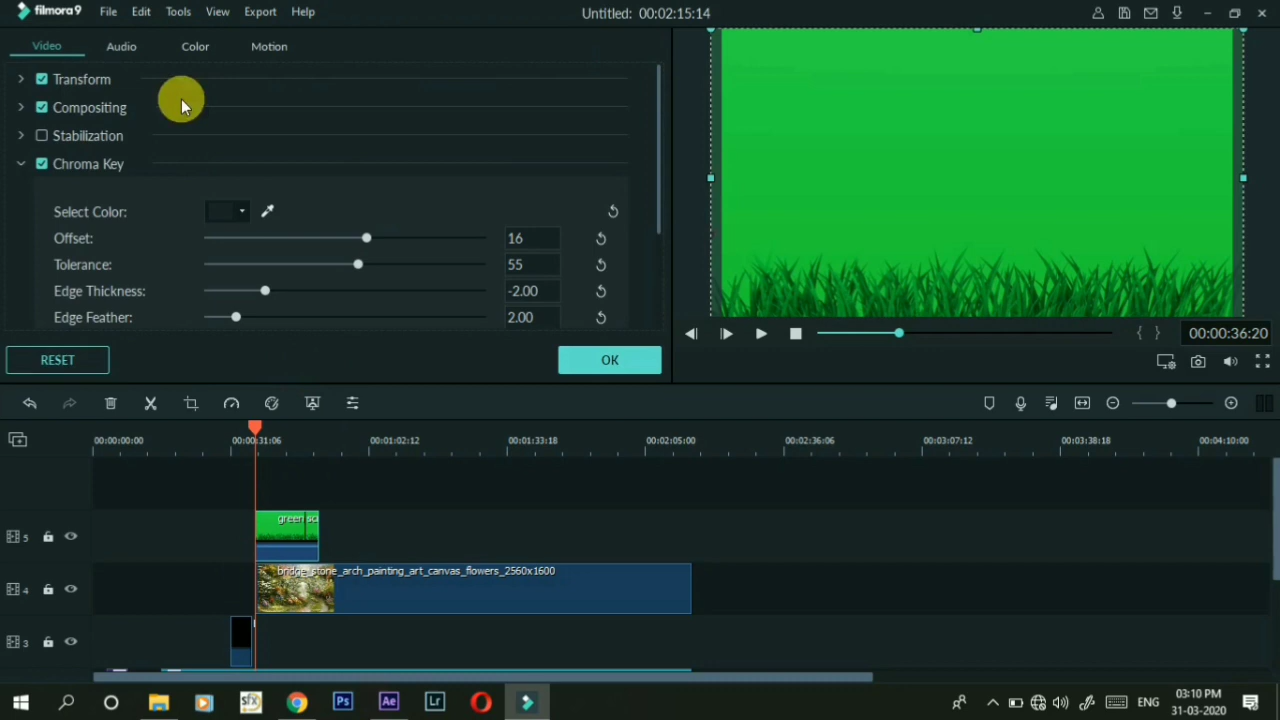 filmora9 File Edit Tools View Export Help Untitled: 00:02:15:14
Video Audio Color Motion
Transform
Compositing
Stabilization
Chroma Key
Select Color:
Offset: 16
Tolerance: 55
Edge Thickness: -2.00
Edge Feather: 2.00
RESET OK
{ } 00:00:36:20
00:00:00:00 00:00:31:06 00:01:02:12 00:01:33:18 00:02:05:00 00:02:36:06 00:03:07:12 00:03:38:18 00:04:10:00
5
4
3
bridge_stone_arch_painting_art_canvas_flowers_2560x1600
green sc
sfx Ps Ae Lr ENG 03:10 PM
31-03-2020